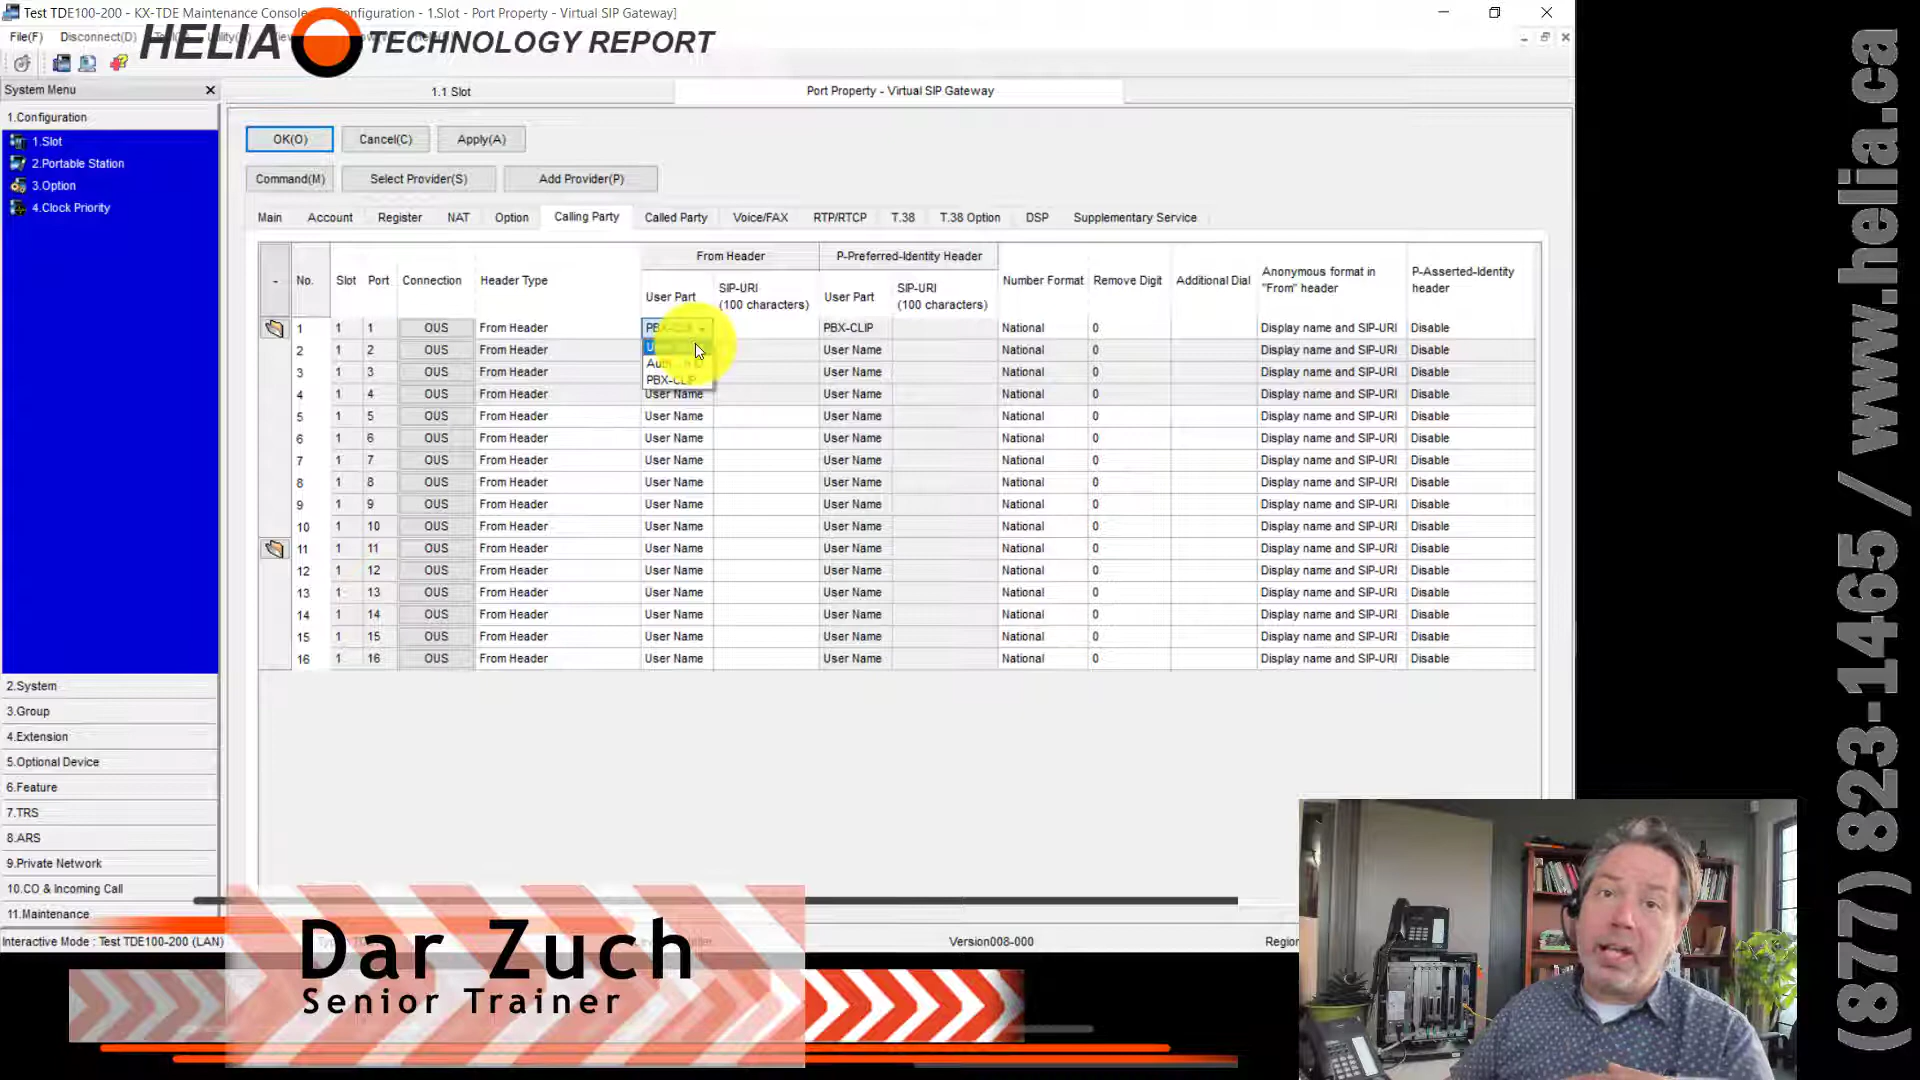 Test TDE100-200 - KX-TDE Maintenance Console Configuration - 1.Slot - Port Property - Virtual SIP Gateway]
File(F) Disconnect(D)
HELIA TECHNOLOGY REPORT
System Menu
1.1 Slot
Port Property - Virtual SIP Gateway
1.Configuration
1.Slot
2.Portable Station
3.Option
4.Clock Priority
OK(O) Cancel(C) Apply(A)
Command(M) Select Provider(S) Add Provider(P)
Main Account Register NAT Option Calling Party Called Party Voice/FAX RTP/RTCP T.38 T.38 Option DSP Supplementary Service
From Header P-Preferred-Identity Header
- No. Slot Port Connection Header Type User Part SIP-URI (100 characters) User Part SIP-URI (100 characters) Number Format Remove Digit Additional Dial Anonymous format in "From" header P-Asserted-Identity header
1 1 1 OUS From Header PBX-CLIP PBX-CLIP National 0 Display name and SIP-URI Disable
2 1 2 OUS From Header User Name National 0 Display name and SIP-URI Disable
3 1 3 OUS From Header User Name National 0 Display name and SIP-URI Disable
PBX-CLIP
4 1 4 OUS From Header User Name User Name National 0 Display name and SIP-URI Disable
5 1 5 OUS From Header User Name User Name National 0 Display name and SIP-URI Disable
6 1 6 OUS From Header User Name User Name National 0 Display name and SIP-URI Disable
7 1 7 OUS From Header User Name User Name National 0 Display name and SIP-URI Disable
8 1 8 OUS From Header User Name User Name National 0 Display name and SIP-URI Disable
9 1 9 OUS From Header User Name User Name National 0 Display name and SIP-URI Disable
10 1 10 OUS From Header User Name User Name National 0 Display name and SIP-URI Disable
11 1 11 OUS From Header User Name User Name National 0 Display name and SIP-URI Disable
12 1 12 OUS From Header User Name User Name National 0 Display name and SIP-URI Disable
13 1 13 OUS From Header User Name User Name National 0 Display name and SIP-URI Disable
14 1 14 OUS From Header User Name User Name National 0 Display name and SIP-URI Disable
15 1 15 OUS From Header User Name User Name National 0 Display name and SIP-URI Disable
16 1 16 OUS From Header User Name User Name National 0 Display name and SIP-URI Disable
2.System
3.Group
4.Extension
5.Optional Device
6.Feature
7.TRS
8.ARS
9.Private Network
10.CO & Incoming Call
11.Maintenance
Interactive Mode : Test TDE100-200 (LAN)
Version008-000
Region
Dar Zuch
Senior Trainer
(877) 823-1465 / www.helia.ca